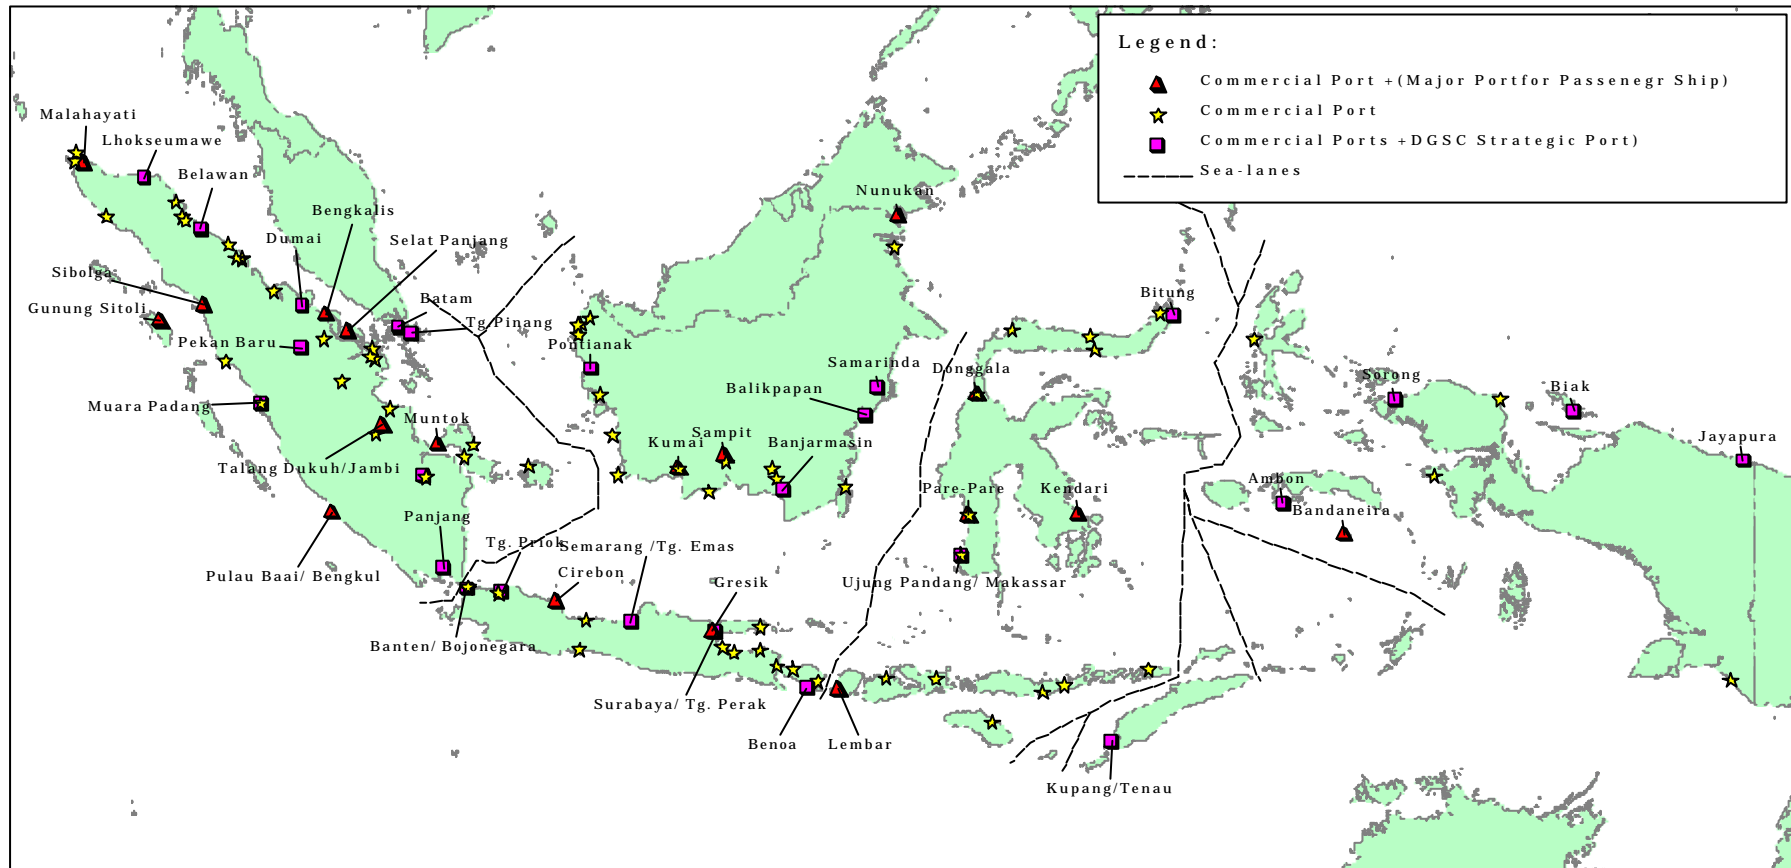 Legend:
Commercial Port +(Major Portfor Passenegr Ship)
Commercial Port
Commercial Ports +DGSC Strategic Port)
Sea-lanes
Malahayati
Lhokseumawe
Belawan
Bengkalis
Dumai
Selat Panjang
Sibolga
Gunung Sitoli
Batam
Tg.Pinang
Pekan Baru
Pontianak
Nunukan
Bitung
Samarinda
Donggala
Balikpapan
Sorong
Biak
Muara Padang
Muntok
Kumai
Sampit
Banjarmasin
Jayapura
Talang Dukuh/Jambi
Pare-Pare
Kendari
Ambon
Bandaneira
Panjang
Tg. Priok
Semarang /Tg. Emas
Pulau Baai/ Bengkul
Cirebon
Gresik
Ujung Pandang/ Makassar
Banten/ Bojonegara
Surabaya/ Tg. Perak
Benoa
Lembar
Kupang/Tenau